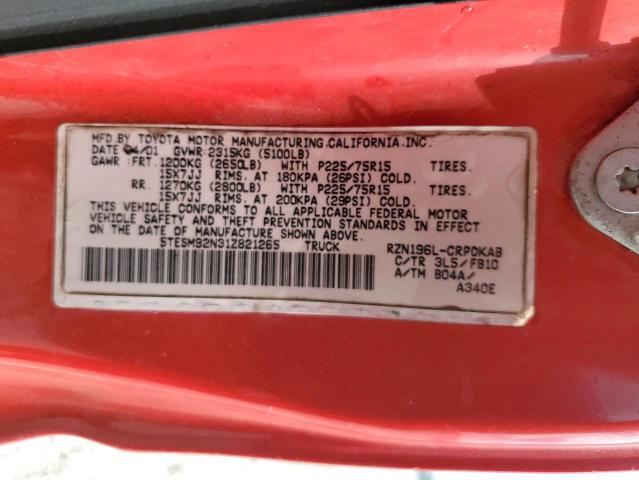 MFD.BY TOYOTA MOTOR MANUFACTURING.CALIFORNIA.INC.
DATE 04/01 GVWR:2315KG (5100LB)
GAWR :FRT. 1200KG (2650LB) WITH P225/75R15 TIRES.
15X7JJ RIMS. AT 180KPA (26PSI) COLD.
RR. 1270KG (2800LB) WITH P225/75R15 TIRES.
15X7JJ RIMS. AT 200KPA (29PSI) COLD.
THIS VEHICLE CONFORMS TO ALL APPLICABLE FEDERAL MOTOR
VEHICLE SAFETY AND THEFT PREVENTION STANDARDS IN EFFECT
ON THE DATE OF MANUFACTURE SHOWN ABOVE.
5TESM92N31Z821265 TRUCK RZN196L-CRPDKAB
C/TR 3L5/FB10
A/TM B04A/
A340E